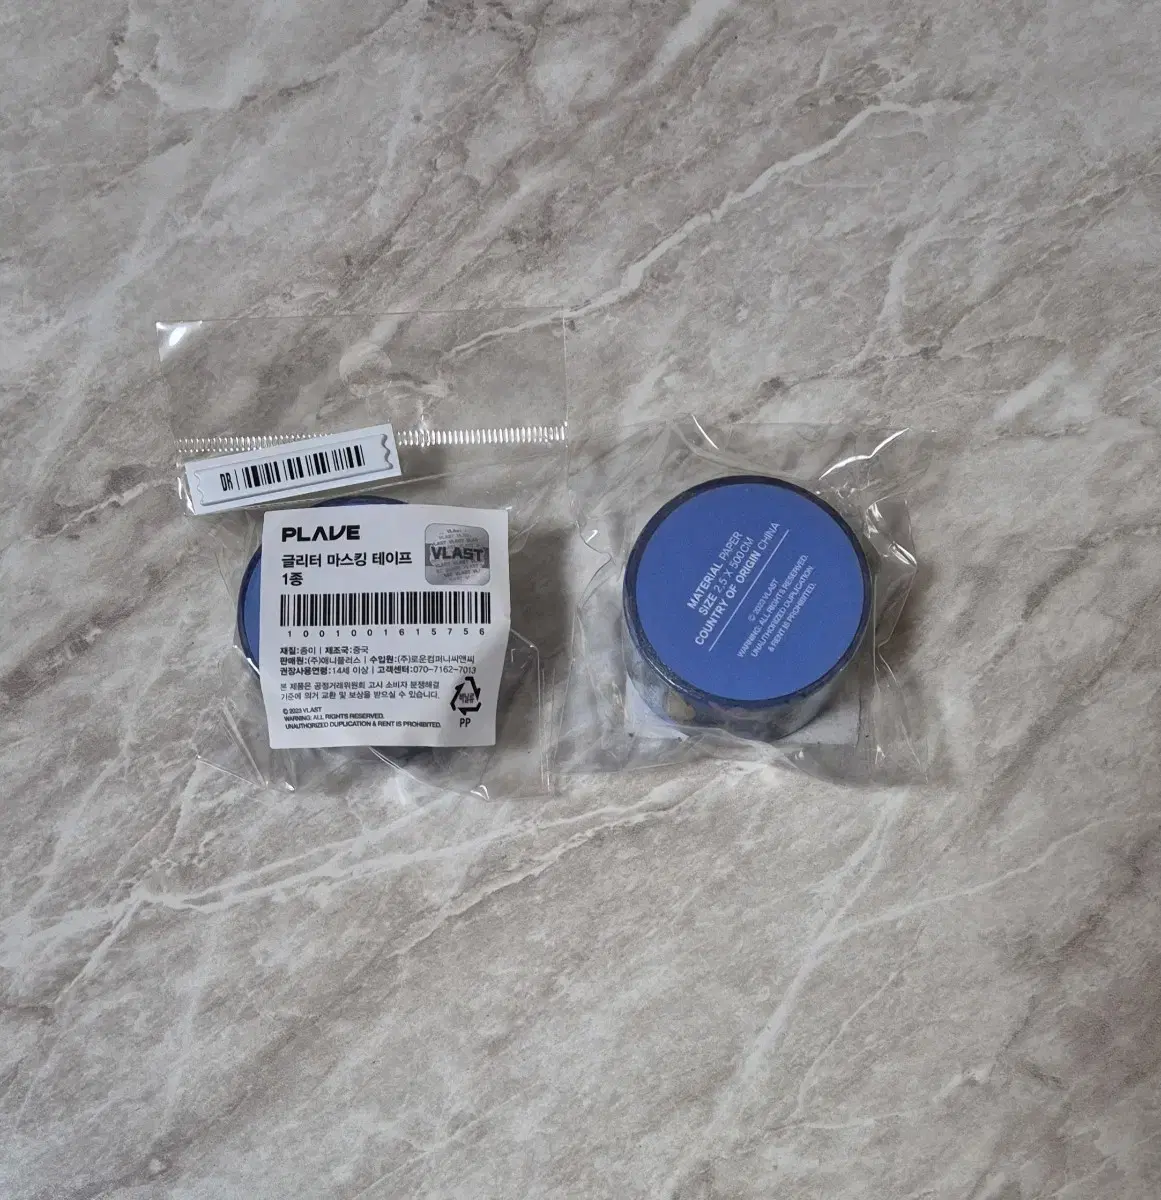 DR |
PLAVE
VLAST
글리터 마스킹 테이프
1종
1001001615756
재질:종이 | 제조국:중국
판매원:(주)애니플러스 | 수입원:(주)로운컴퍼니씨앤씨
권장사용연령:14세 이상 | 고객센터:070-7162-7013
본 제품은 공정거래위원회 고시 소비자 분쟁해결
기준에 의거 교환 및 보상을 받으실 수 있습니다.
© 2023 VLAST
WARNING: ALL RIGHTS RESERVED.
UNAUTHORIZED DUPLICATION & RENT IS PROHIBITED.
PP
MATERIAL PAPER
SIZE 2.5 X 500CM
COUNTRY OF ORIGIN CHINA
© 2023 VLAST
WARNING: ALL RIGHTS RESERVED.
UNAUTHORIZED DUPLICATION
& RENT IS PROHIBITED.